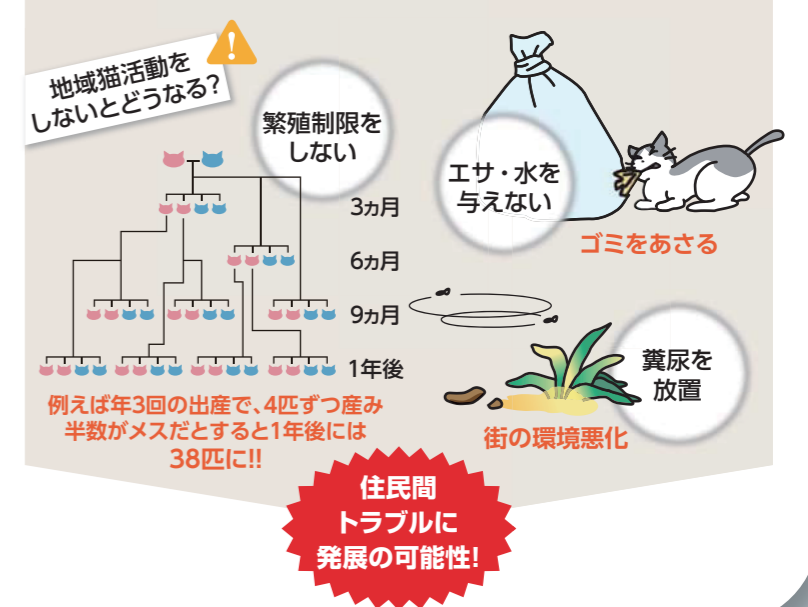 地域猫活動を
しないとどうなる?
繁殖制限を
しない
3ヵ月
6ヵ月
9ヵ月
1年後
例えば年3回の出産で、4匹ずつ産み
半数がメスだとすると1年後には
38匹に!!
エサ・水を
与えない
ゴミをあさる
糞尿を
放置
街の環境悪化
住民間
トラブルに
発展の可能性!